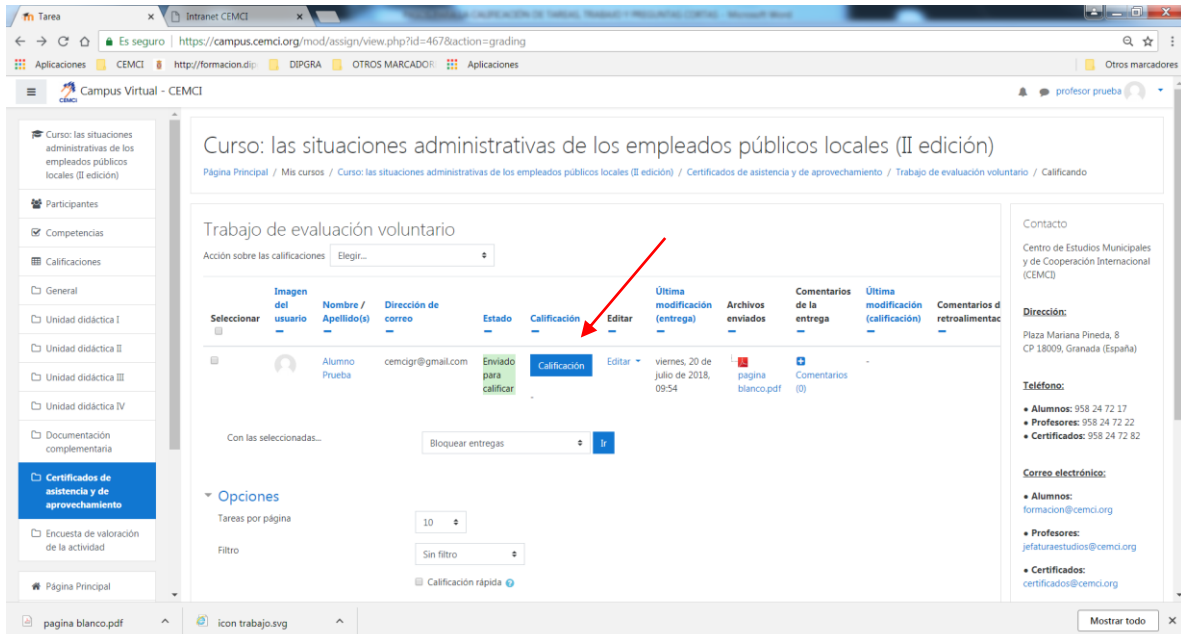 Tarea
Intranet CEMCI
Es seguro | https://campus.cemci.org/mod/assign/view.php?id=467&action=grading
Aplicaciones CEMCI http://formacion.dip DIPGRA OTROS MARCADOR Aplicaciones Otros marcadores
Campus Virtual - CEMCI
profesor prueba
Curso: las situaciones
administrativas de los
empleados públicos
locales (II edición)
Participantes
Competencias
Calificaciones
General
Unidad didáctica I
Unidad didáctica II
Unidad didáctica III
Unidad didáctica IV
Documentación
complementaria
Certificados de
asistencia y de
aprovechamiento
Encuesta de valoración
de la actividad
Página Principal
Curso: las situaciones administrativas de los empleados públicos locales (II edición)
Página Principal / Mis cursos / Curso: las situaciones administrativas de los empleados públicos locales (II edición) / Certificados de asistencia y de aprovechamiento / Trabajo de evaluación voluntario / Calificando
Trabajo de evaluación voluntario
Acción sobre las calificaciones Elegir...
Seleccionar
Imagen
del
usuario
Nombre /
Apellido(s)
Dirección de
correo
Estado
Calificación
Editar
Última
modificación
(entrega)
Archivos
enviados
Comentarios
de la
entrega
Última
modificación
(calificación)
Comentarios d
retroalimentac
Alumno
Prueba
cemcigr@gmail.com
Enviado
para
calificar
Calificación
-
Editar
viernes, 20 de
julio de 2018,
09:54
pagina
blanco.pdf
Comentarios
(0)
-
Con las seleccionadas... Bloquear entregas Ir
Opciones
Tareas por página 10
Filtro Sin filtro
Calificación rápida
Contacto
Centro de Estudios Municipales
y de Cooperación Internacional
(CEMCI)
Dirección:
Plaza Mariana Pineda, 8
CP 18009, Granada (España)
Teléfono:
• Alumnos: 958 24 72 17
• Profesores: 958 24 72 22
• Certificados: 958 24 72 82
Correo electrónico:
• Alumnos:
formacion@cemci.org
• Profesores:
jefaturaestudios@cemci.org
• Certificados:
certificados@cemci.org
pagina blanco.pdf
icon trabajo.svg
Mostrar todo